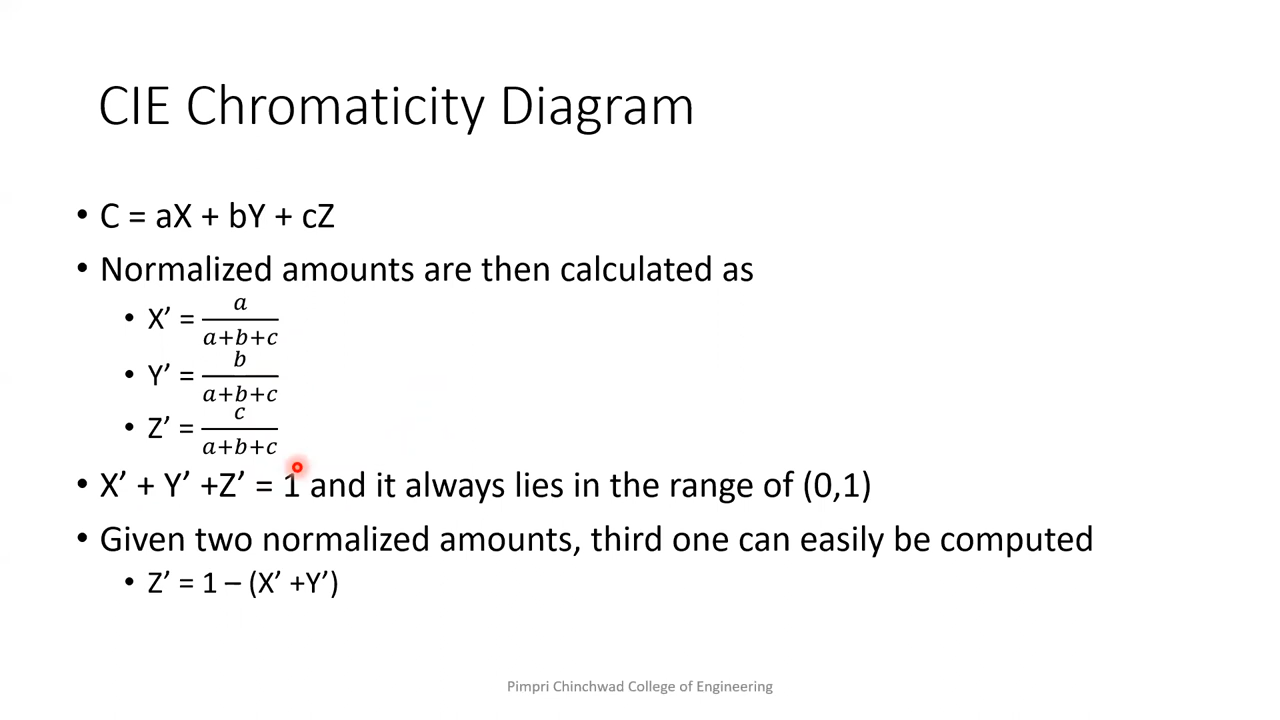 CIE Chromaticity Diagram
• C = aX + bY + cZ
• Normalized amounts are then calculated as
• X’ = a/(a+b+c)
• Y’ = b/(a+b+c)
• Z’ = c/(a+b+c)
• X’ + Y’ +Z’ = 1 and it always lies in the range of (0,1)
• Given two normalized amounts, third one can easily be computed
• Z’ = 1 – (X’ +Y’)
Pimpri Chinchwad College of Engineering